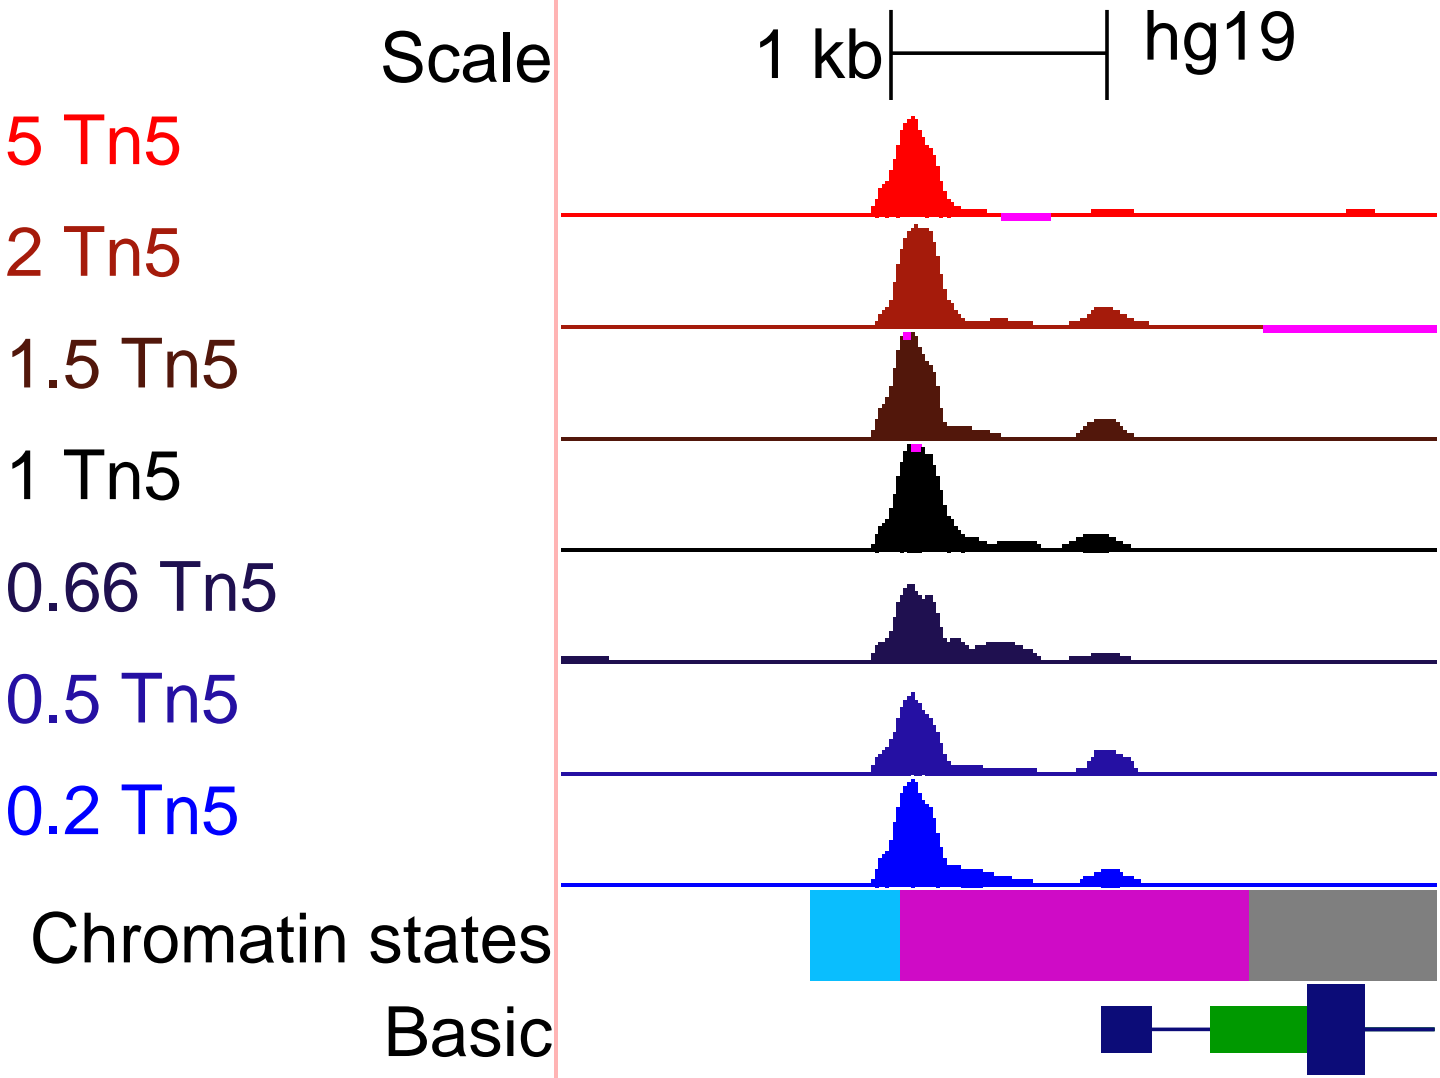 Scale 1 kb hg19
5 Tn5
2 Tn5
1.5 Tn5
1 Tn5
0.66 Tn5
0.5 Tn5
0.2 Tn5
Chromatin states
Basic